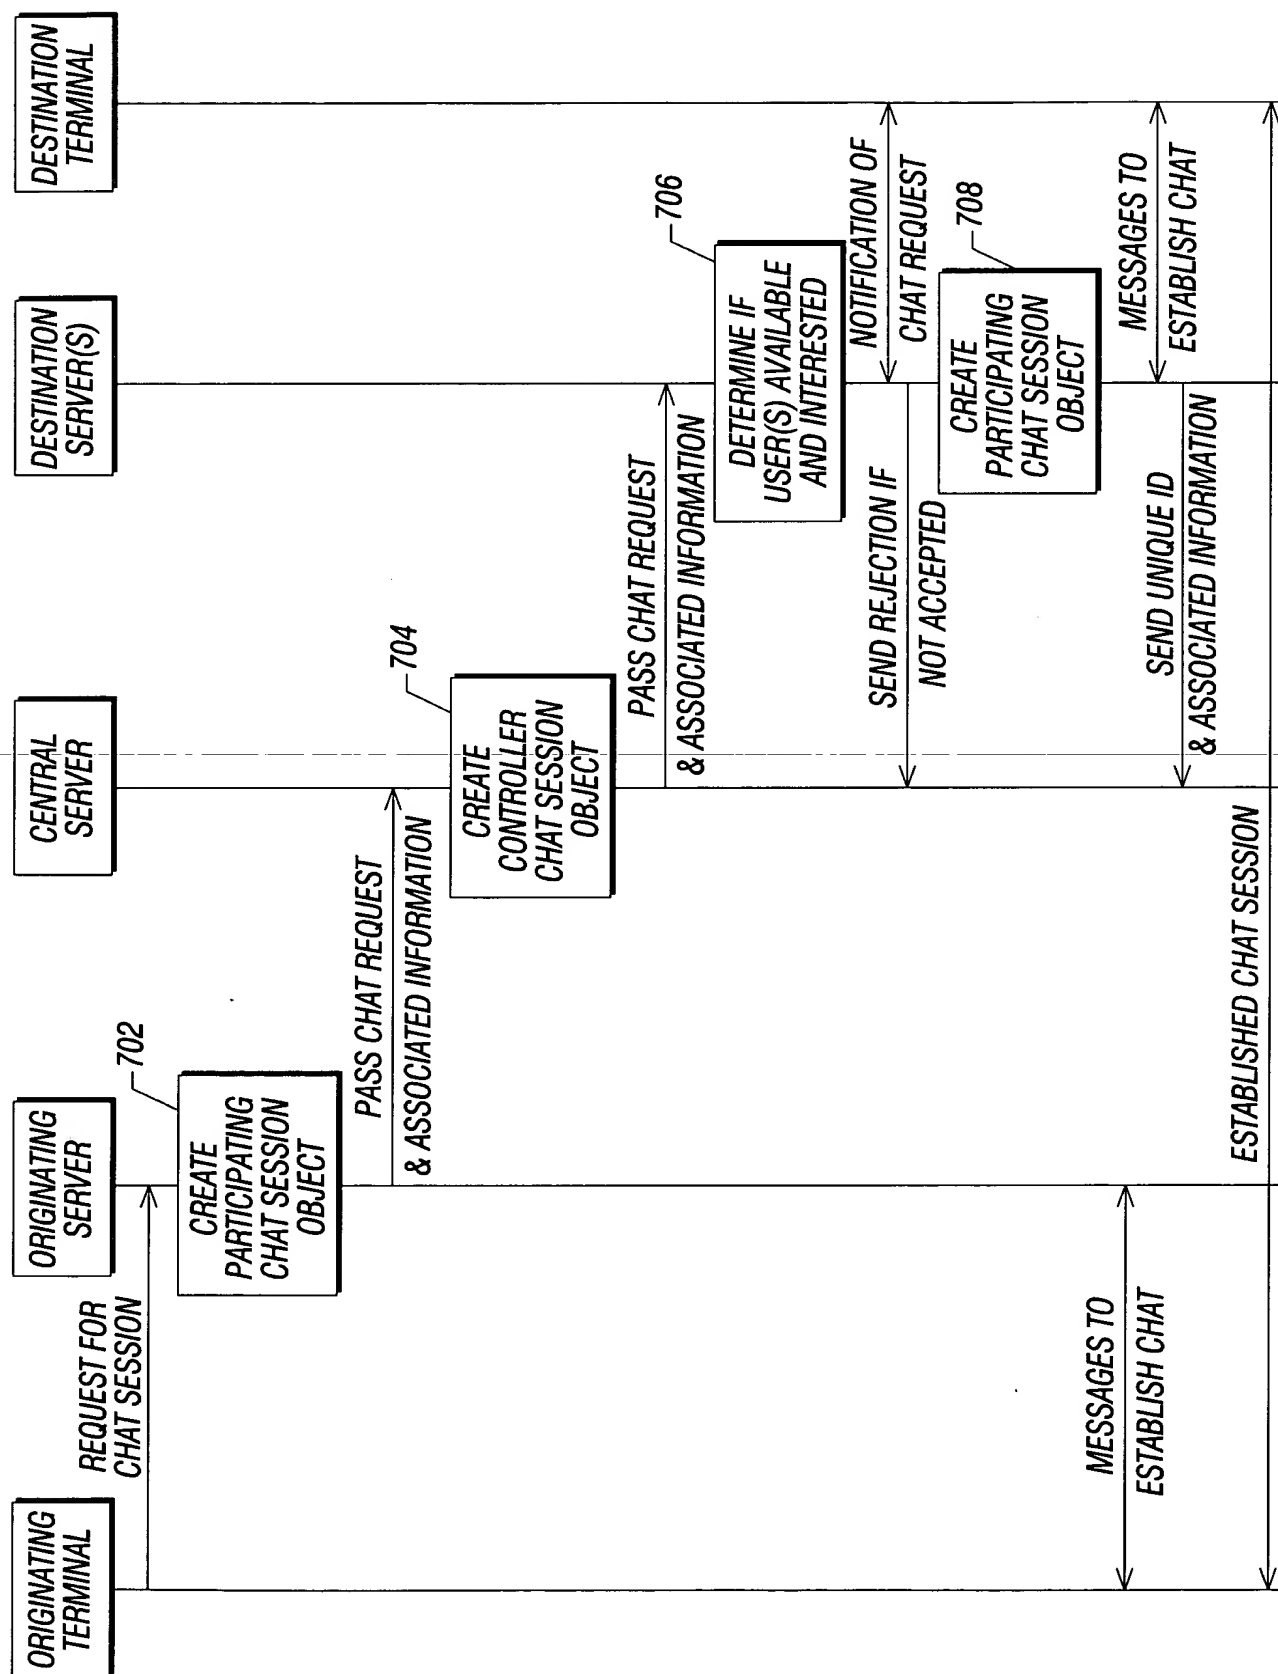 ORIGINATING
TERMINAL
ORIGINATING
SERVER
CENTRAL
SERVER
DESTINATION
SERVER(S)
DESTINATION
TERMINAL
REQUEST FOR
CHAT SESSION
702
CREATE
PARTICIPATING
CHAT SESSION
OBJECT
PASS CHAT REQUEST
& ASSOCIATED INFORMATION
704
CREATE
CONTROLLER
CHAT SESSION
OBJECT
PASS CHAT REQUEST
& ASSOCIATED INFORMATION
706
DETERMINE IF
USER(S) AVAILABLE
AND INTERESTED
NOTIFICATION OF
CHAT REQUEST
SEND REJECTION IF
NOT ACCEPTED
708
CREATE
PARTICIPATING
CHAT SESSION
OBJECT
MESSAGES TO
ESTABLISH CHAT
MESSAGES TO
ESTABLISH CHAT
SEND UNIQUE ID
& ASSOCIATED INFORMATION
ESTABLISHED CHAT SESSION